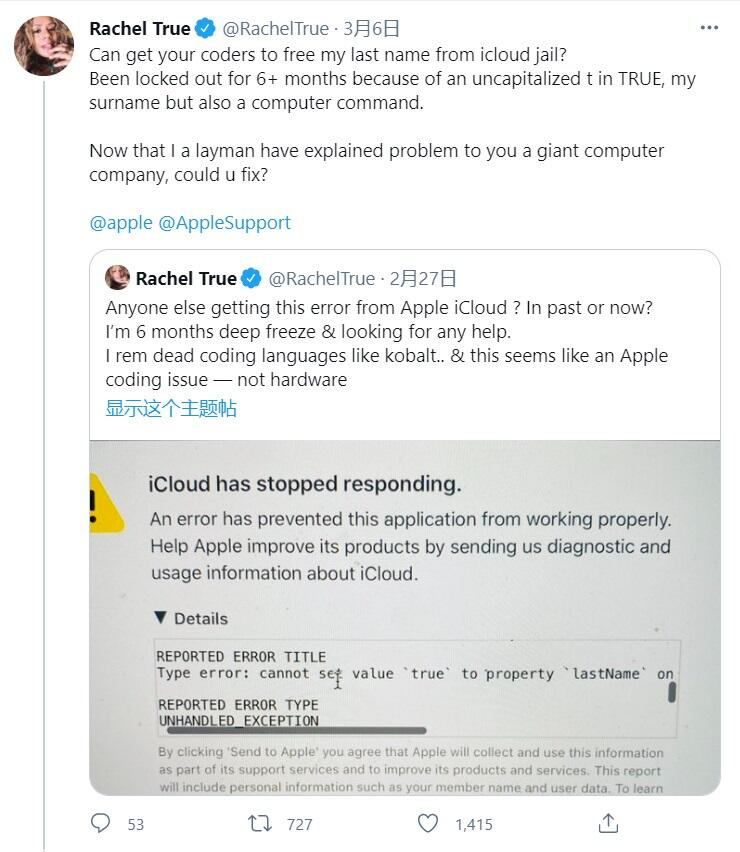 Rachel True @RachelTrue · 3月6日
Can get your coders to free my last name from icloud jail?
Been locked out for 6+ months because of an uncapitalized t in TRUE, my
surname but also a computer command.
Now that I a layman have explained problem to you a giant computer
company, could u fix?
@apple @AppleSupport
Rachel True @RachelTrue · 2月27日
Anyone else getting this error from Apple iCloud ? In past or now?
I'm 6 months deep freeze & looking for any help.
I rem dead coding languages like kobalt.. & this seems like an Apple
coding issue — not hardware
显示这个主题帖
iCloud has stopped responding.
An error has prevented this application from working properly.
Help Apple improve its products by sending us diagnostic and
usage information about iCloud.
▼ Details
REPORTED ERROR TITLE
Type error: cannot set value `true` to property `lastName` on
REPORTED ERROR TYPE
UNHANDLED_EXCEPTION
By clicking 'Send to Apple' you agree that Apple will collect and use this information
as part of its support services and to improve its products and services. This report
will include personal information such as your member name and user data. To learn
53 727 1,415